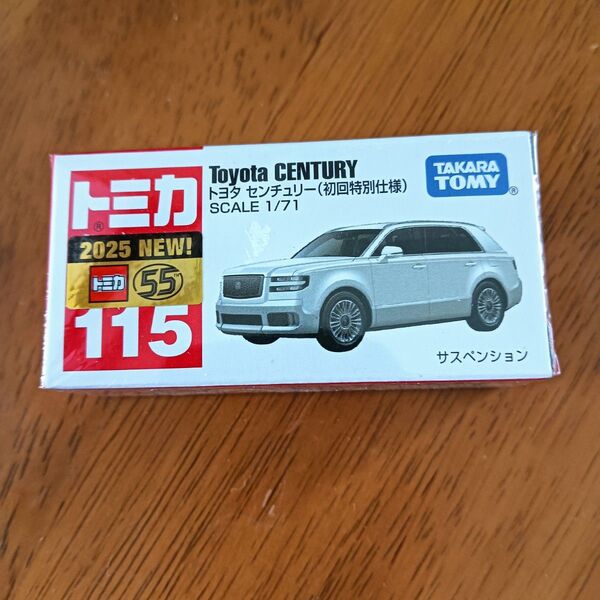 トミカ
®
2025 NEW!
トミカ
55TM
115
Toyota CENTURY
トヨタ センチュリー(初回特別仕様)
SCALE 1/71
TAKARA
TOMY®
サスペンション